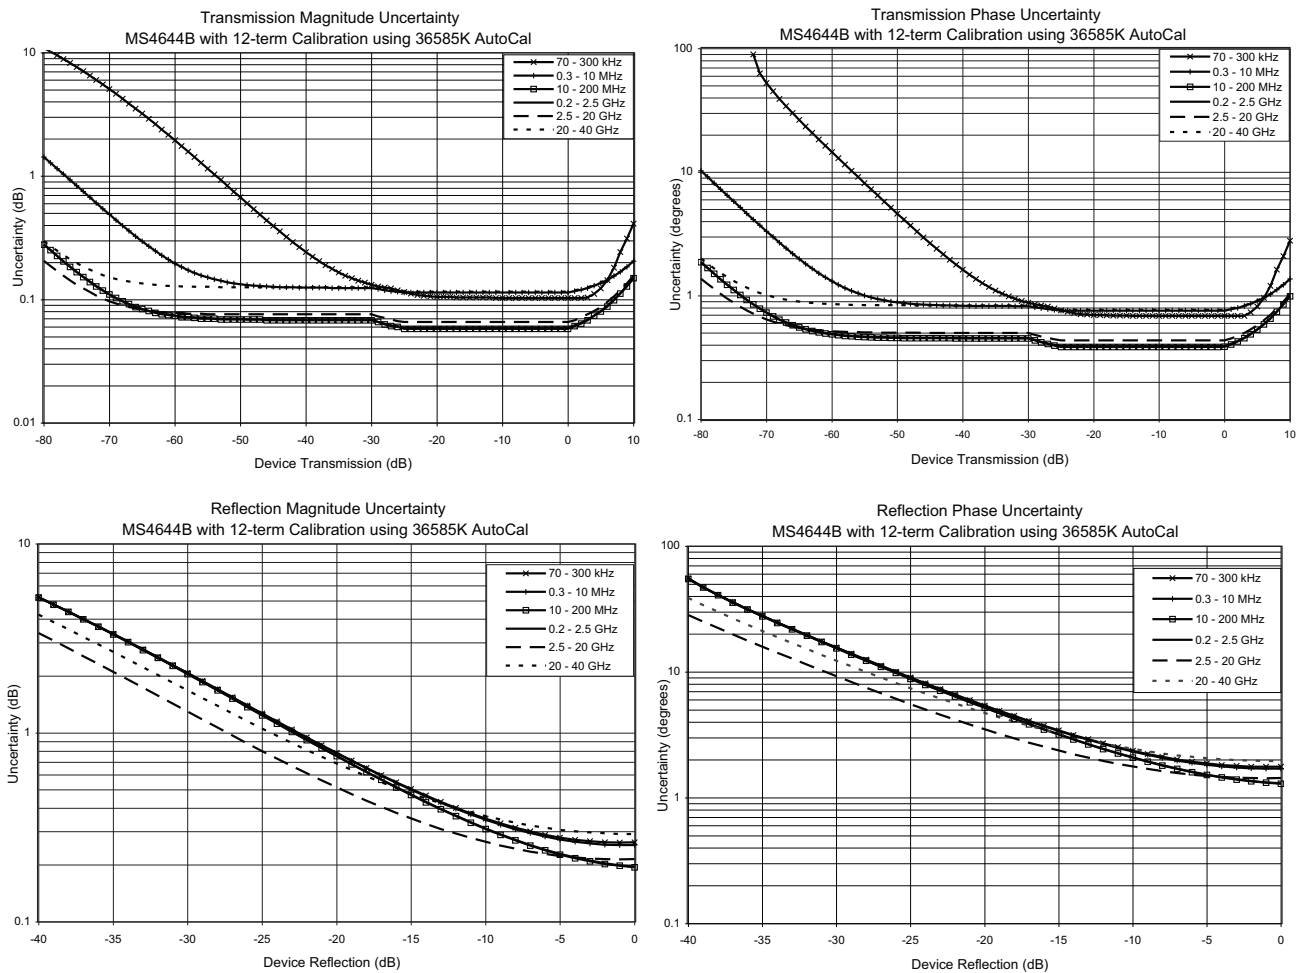 Transmission Magnitude Uncertainty
MS4644B with 12-term Calibration using 36585K AutoCal
10
1
0.1
0.01
Uncertainty (dB)
-80
-70
-60
-50
-40
-30
-20
-10
0
10
Device Transmission (dB)
70 - 300 kHz
0.3 - 10 MHz
10 - 200 MHz
0.2 - 2.5 GHz
2.5 - 20 GHz
20 - 40 GHz
Transmission Phase Uncertainty
MS4644B with 12-term Calibration using 36585K AutoCal
100
10
1
0.1
Uncertainty (degrees)
-80
-70
-60
-50
-40
-30
-20
-10
0
10
Device Transmission (dB)
70 - 300 kHz
0.3 - 10 MHz
10 - 200 MHz
0.2 - 2.5 GHz
2.5 - 20 GHz
20 - 40 GHz
Reflection Magnitude Uncertainty
MS4644B with 12-term Calibration using 36585K AutoCal
10
1
0.1
Uncertainty (dB)
-40
-35
-30
-25
-20
-15
-10
-5
0
Device Reflection (dB)
70 - 300 kHz
0.3 - 10 MHz
10 - 200 MHz
0.2 - 2.5 GHz
2.5 - 20 GHz
20 - 40 GHz
Reflection Phase Uncertainty
MS4644B with 12-term Calibration using 36585K AutoCal
100
10
1
0.1
Uncertainty (degrees)
-40
-35
-30
-25
-20
-15
-10
-5
0
Device Reflection (dB)
70 - 300 kHz
0.3 - 10 MHz
10 - 200 MHz
0.2 - 2.5 GHz
2.5 - 20 GHz
20 - 40 GHz